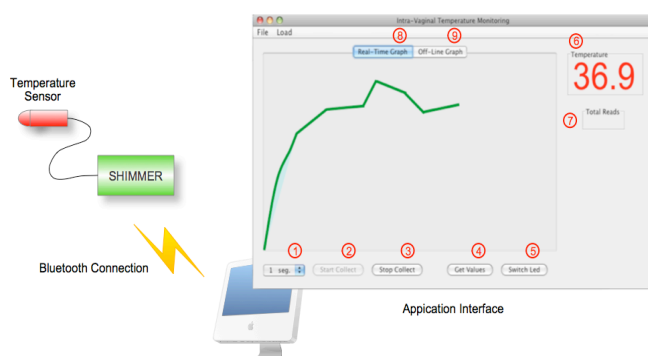 Intra-Vaginal Temperature Monitoring
File Load
8 9
Real-Time Graph Off-Line Graph
6
Temperature
36.9
7
Total Reads
Temperature
Sensor
SHIMMER
Bluetooth Connection
1 2 3 4 5
1 seg. Start Collect Stop Collect Get Values Switch Led
Appication Interface